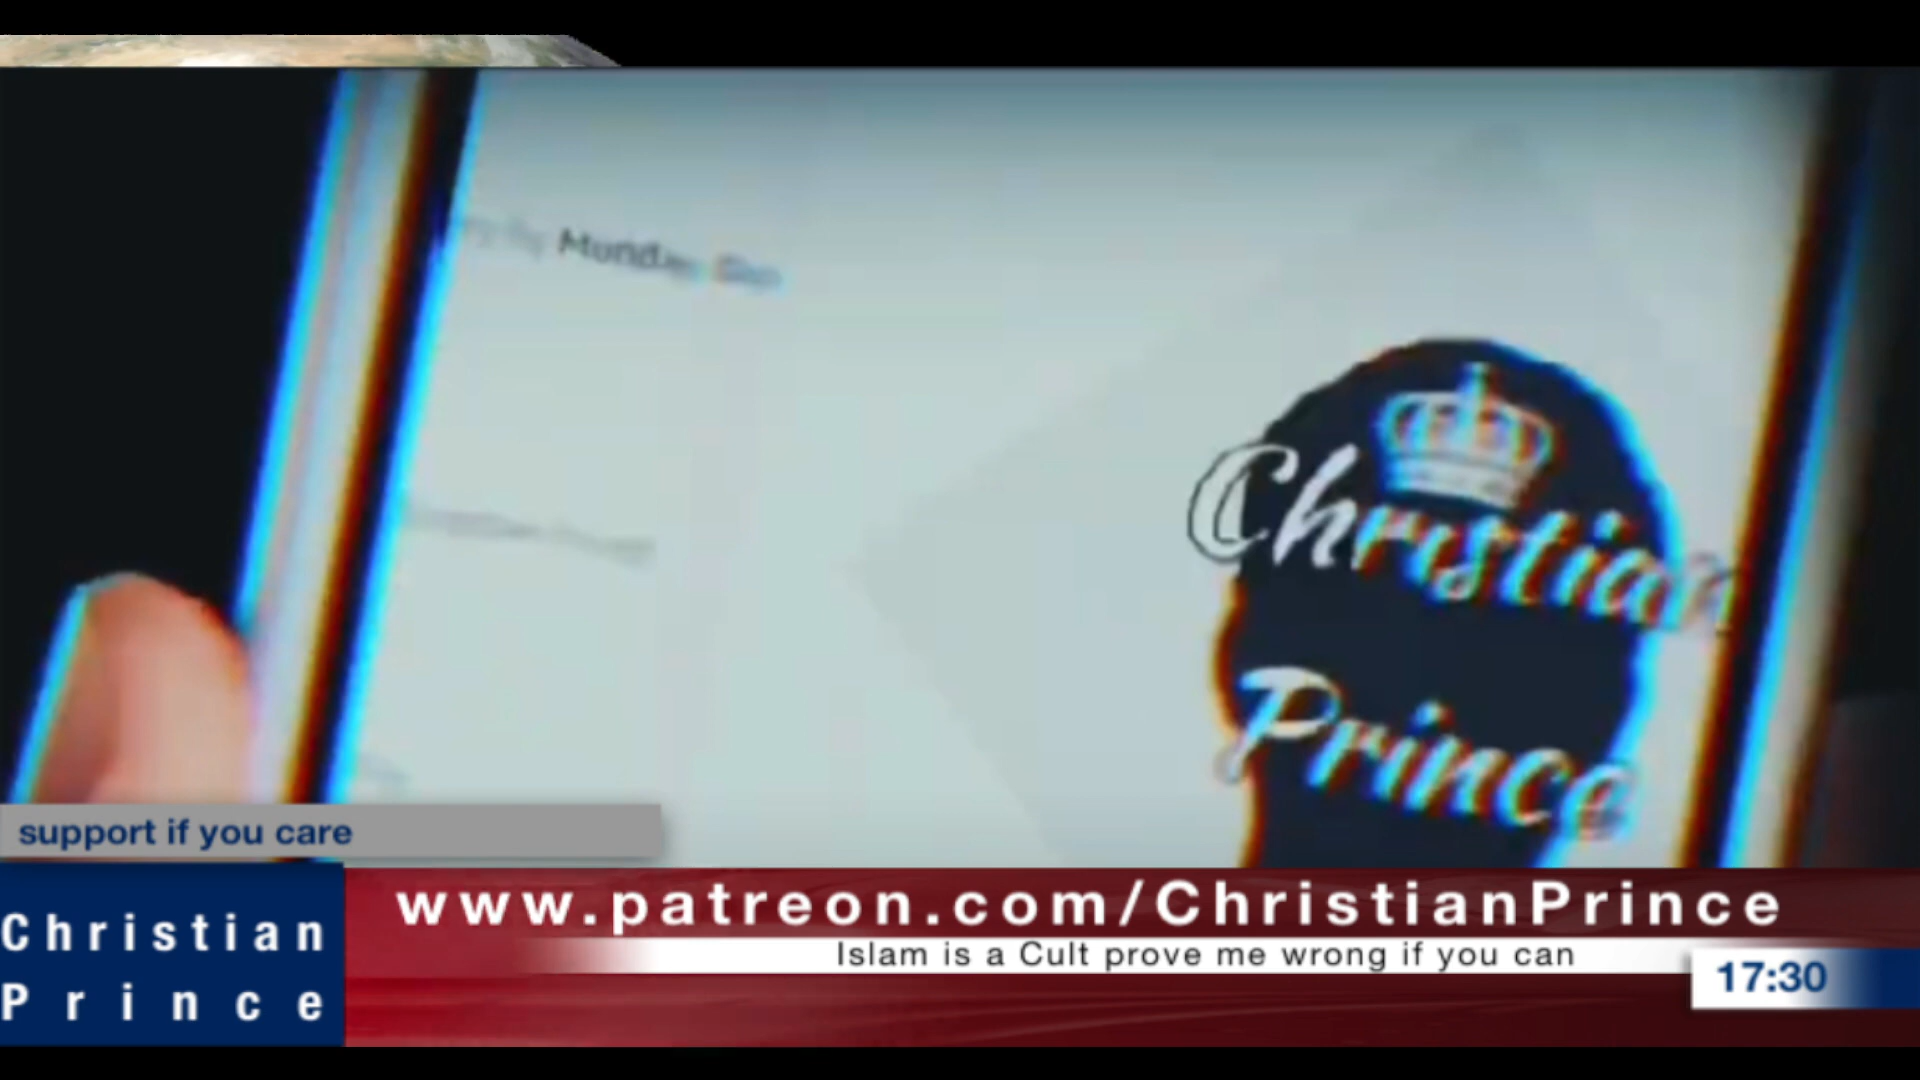 Christian
Prince
support if you care
Christian
Prince
www.patreon.com/ChristianPrince
Islam is a Cult prove me wrong if you can
17:30